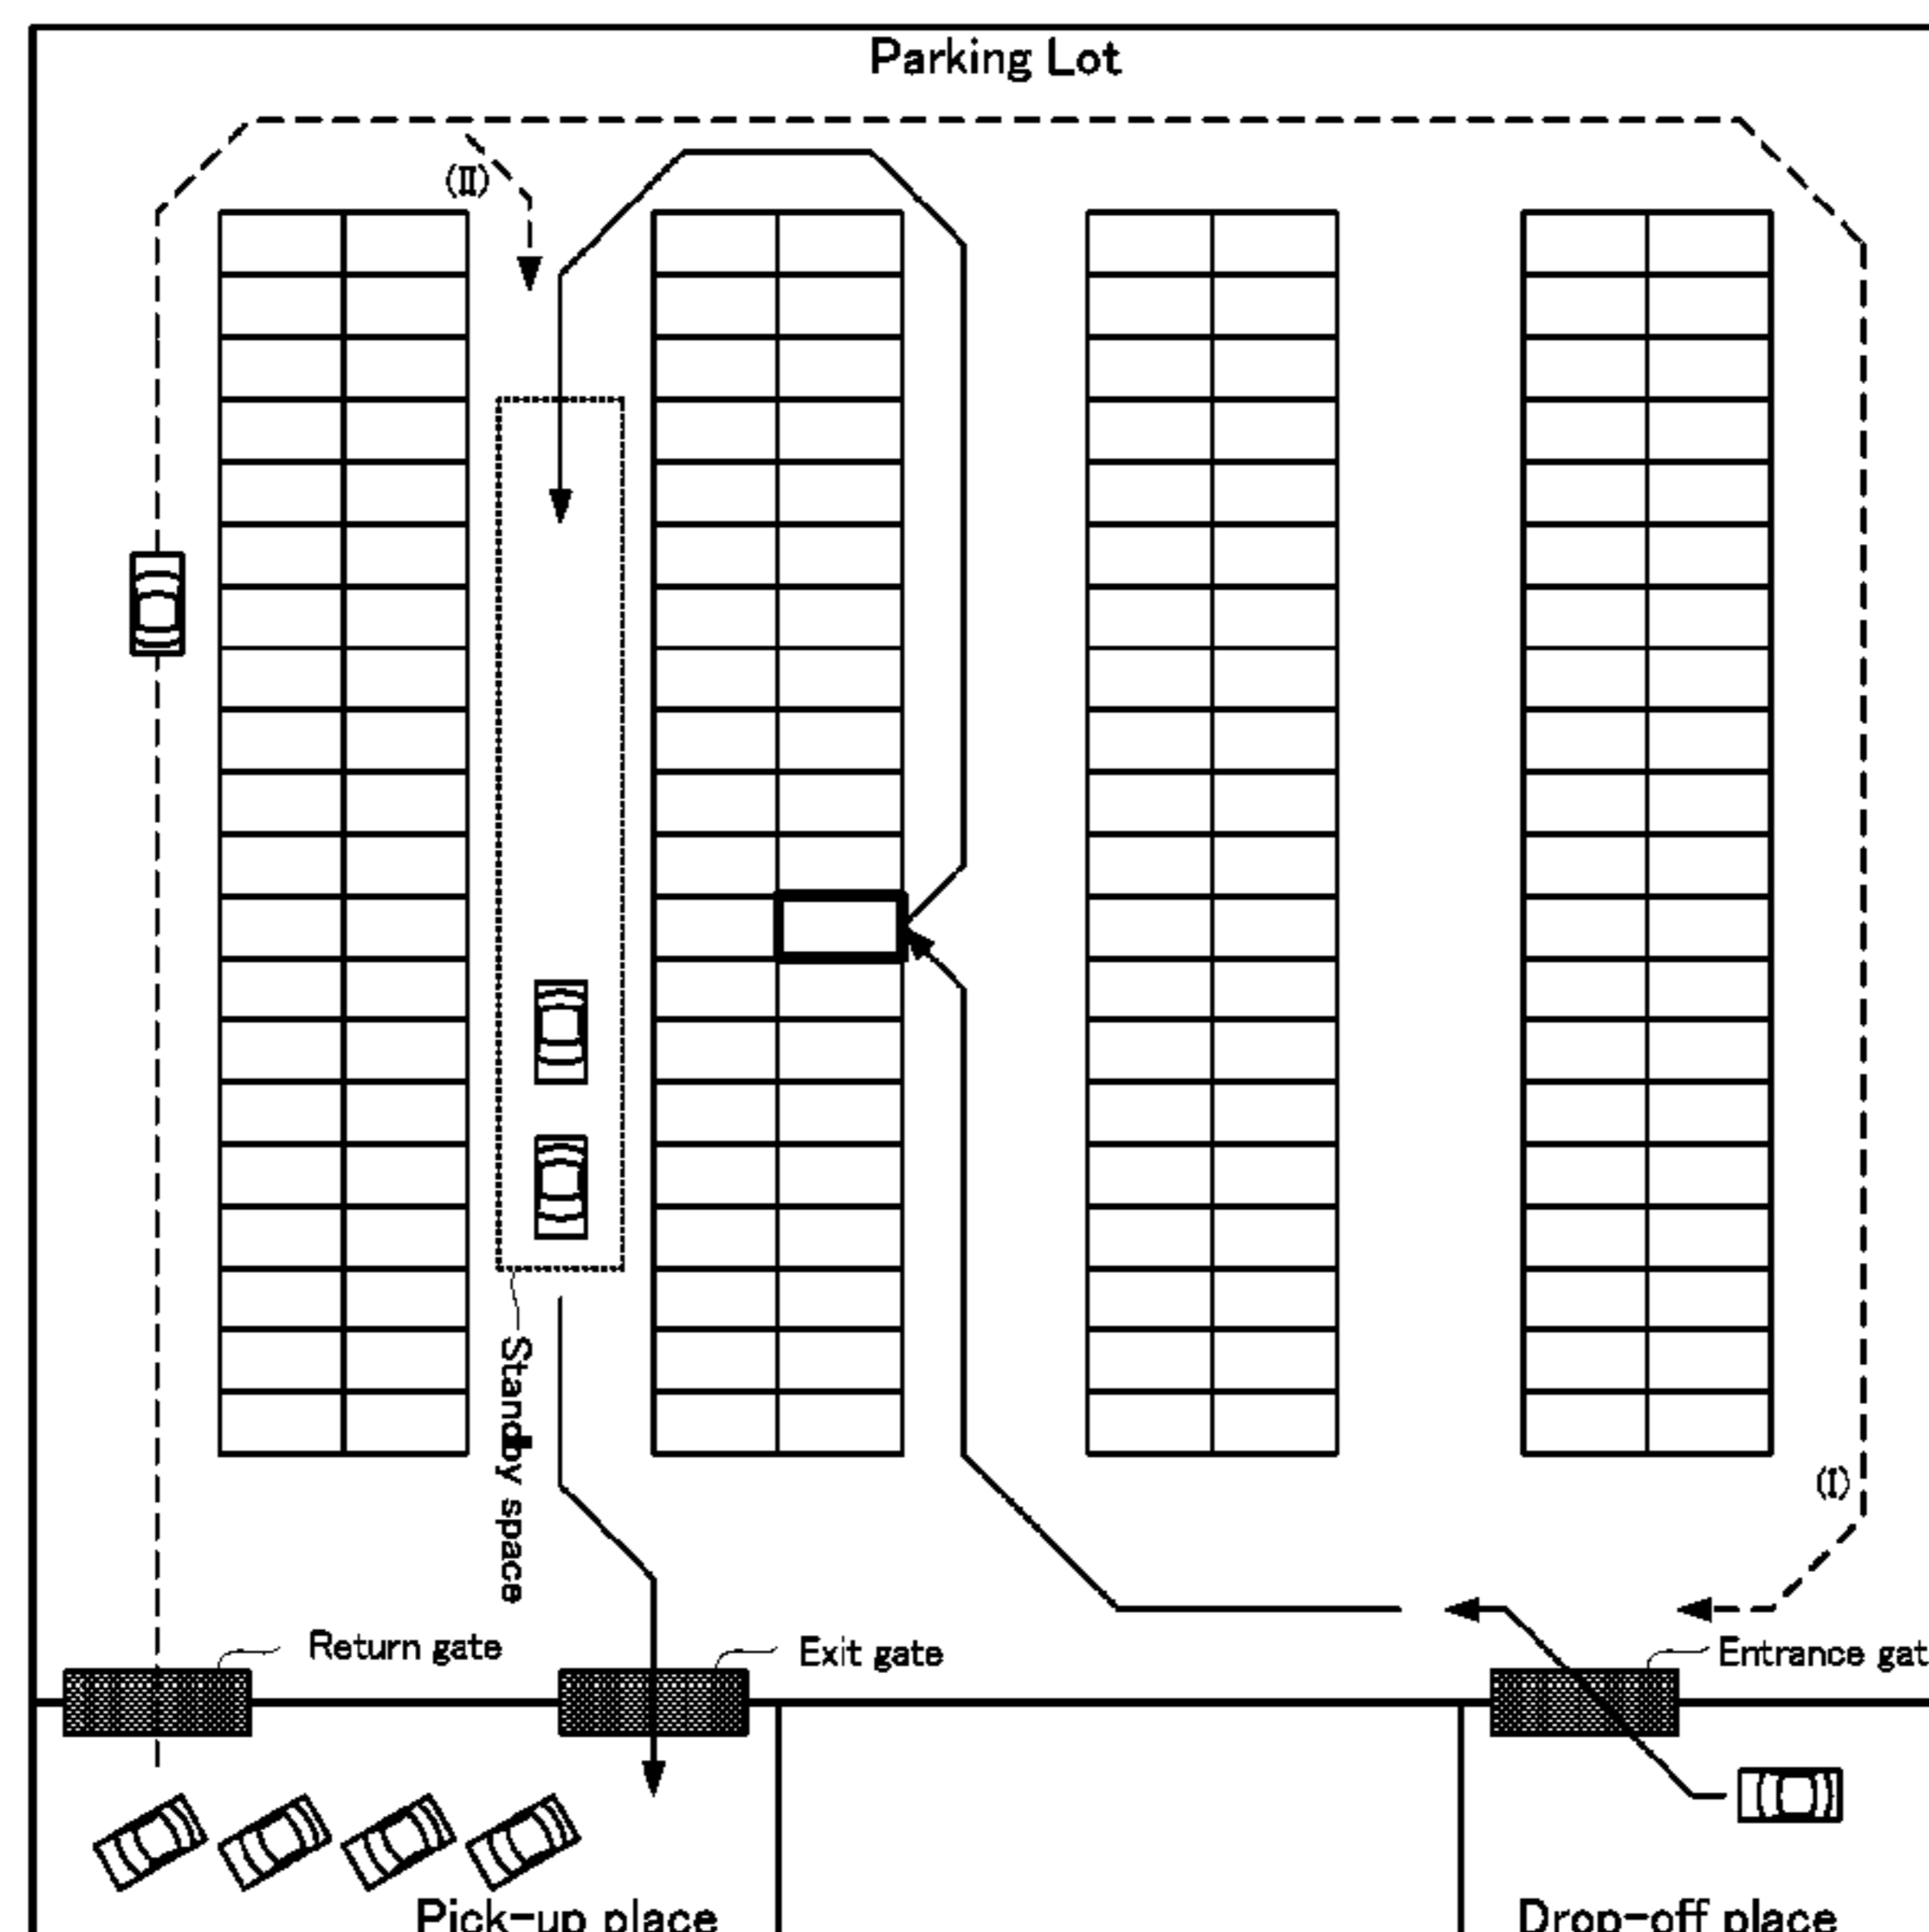 Parking Lot
(II)
Standby space
(I)
Return gate
Exit gate
Entrance gat
Pick-up place
Drop-off place